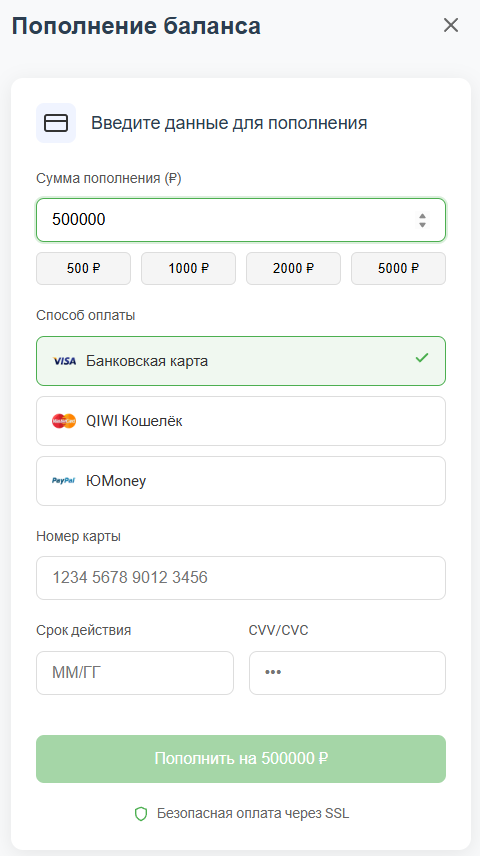 Пополнение баланса
Введите данные для пополнения
Сумма пополнения (₽)
500000
500 ₽ 1000 ₽ 2000 ₽ 5000 ₽
Способ оплаты
VISA Банковская карта
MasterCard QIWI Кошелёк
PayPal ЮMoney
Номер карты
1234 5678 9012 3456
Срок действия CVV/CVC
ММ/ГГ •••
Пополнить на 500000 ₽
Безопасная оплата через SSL